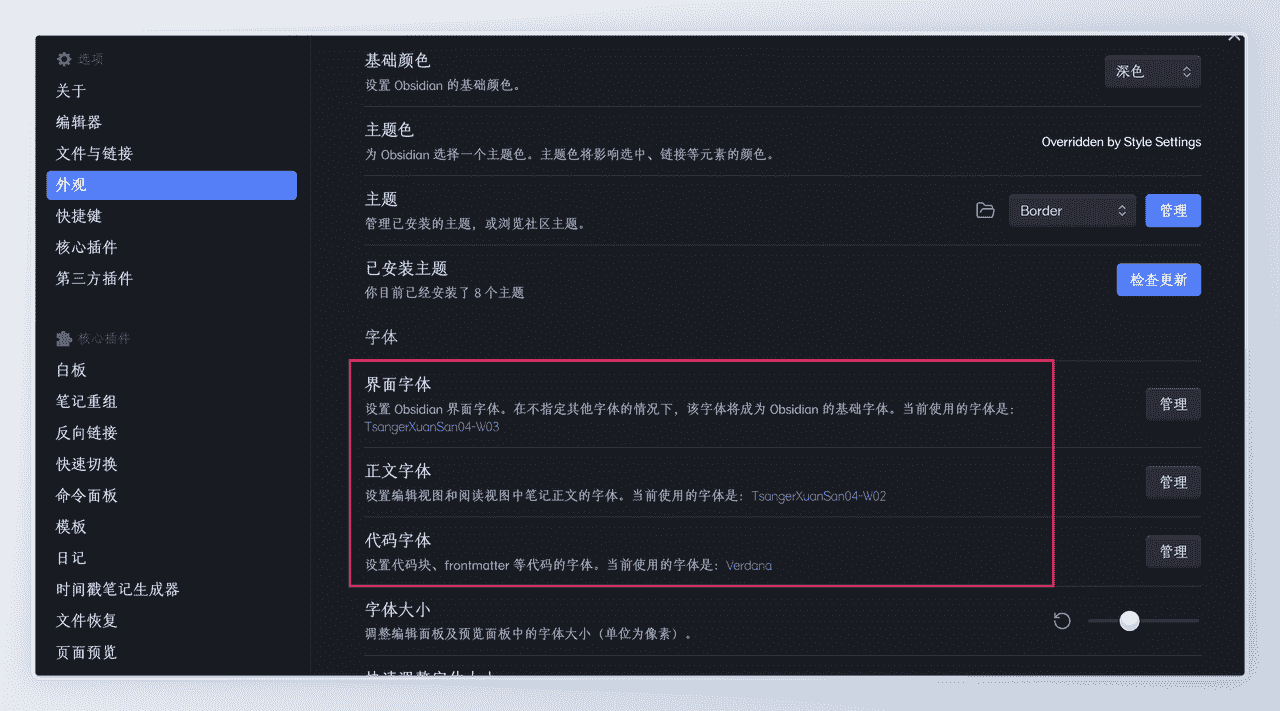 选项
关于
编辑器
文件与链接
外观
快捷键
核心插件
第三方插件
核心插件
白板
笔记重组
反向链接
快速切换
命令面板
模板
日记
时间戳笔记生成器
文件恢复
页面预览
基础颜色
设置 Obsidian 的基础颜色。
深色
主题色
为 Obsidian 选择一个主题色。主题色将影响选中、链接等元素的颜色。
Overridden by Style Settings
主题
管理已安装的主题，或浏览社区主题。
Border
管理
已安装主题
你目前已经安装了 8 个主题
检查更新
字体
界面字体
设置 Obsidian 界面字体。在不指定其他字体的情况下，该字体将成为 Obsidian 的基础字体。当前使用的字体是：
TsangerXuanSan04-W03
管理
正文字体
设置编辑视图和阅读视图中笔记正文的字体。当前使用的字体是：TsangerXuanSan04-W02
管理
代码字体
设置代码块、frontmatter 等代码的字体。当前使用的字体是：Verdana
管理
字体大小
调整编辑面板及预览面板中的字体大小（单位为像素）。
快速调整字体大小